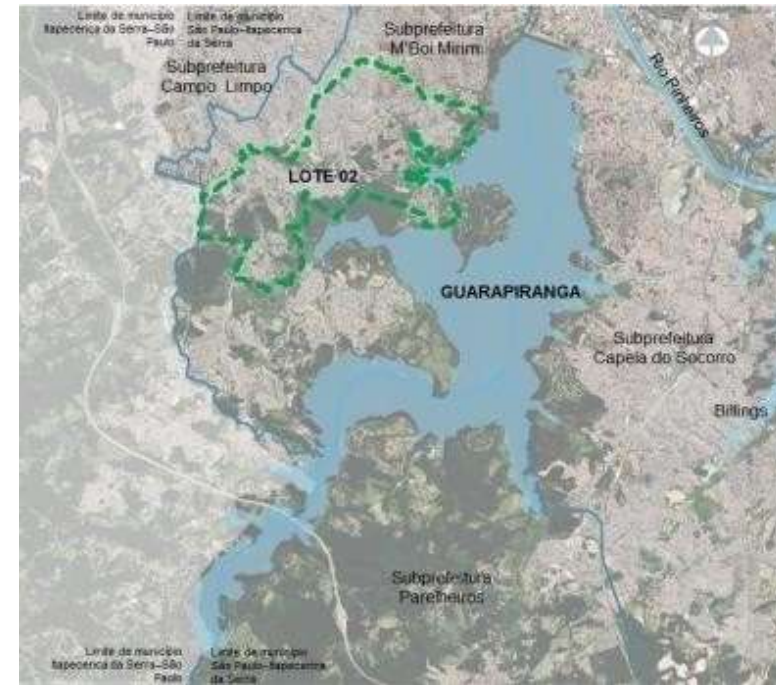 Limite de município
Itapecerica da Serra–São
Paulo
Limite de município
São Paulo–Itapecerica
da Serra
Subprefeitura
M'Boi Mirim
Subprefeitura
Campo Limpo
Rio Pinheiros
LOTE 02
GUARAPIRANGA
Subprefeitura
Capela do Socorro
Billings
Subprefeitura
Parelheiros
Limite de município
Itapecerica da Serra–São
Paulo
Limite de município
São Paulo–Itapecerica
da Serra